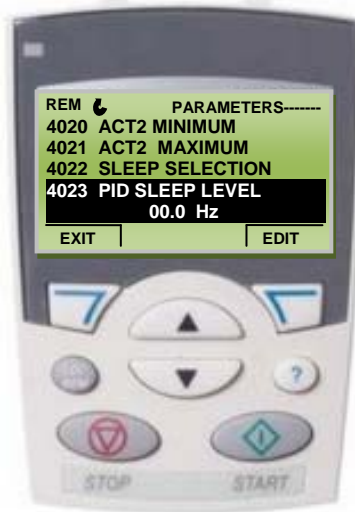 REM PARAMETERS-------
4020 ACT2 MINIMUM
4021 ACT2 MAXIMUM
4022 SLEEP SELECTION
4023 PID SLEEP LEVEL
00.0 Hz
EXIT EDIT
?
STOP START